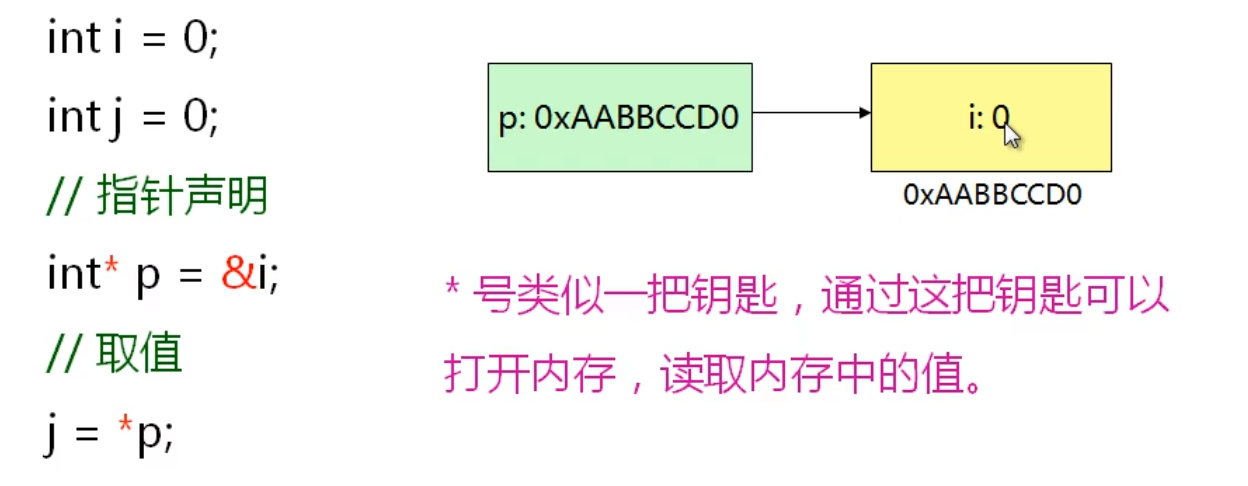 int i = 0;
int j = 0;
// 指针声明
int* p = &i;
// 取值
j = *p;
p: 0xAABBCCD0
i: 0
0xAABBCCD0
* 号类似一把钥匙，通过这把钥匙可以
打开内存，读取内存中的值。